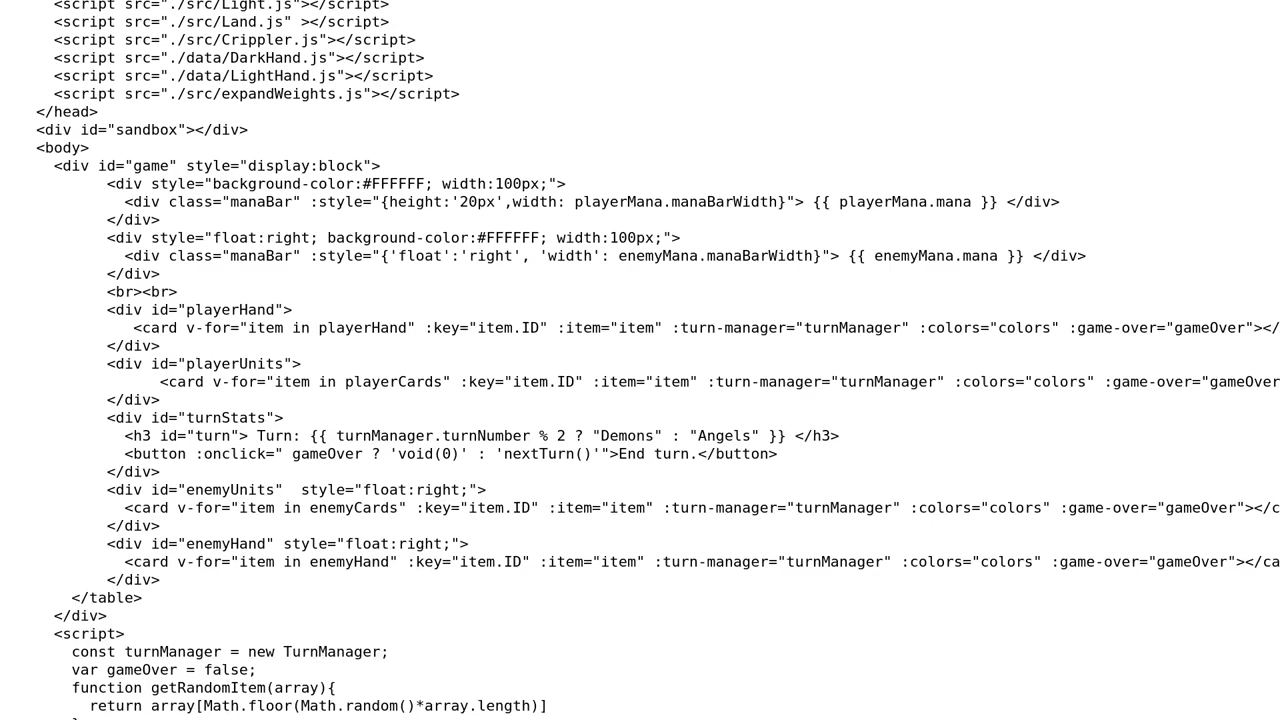 <script src="./src/Light.js"></script>
<script src="./src/Land.js" ></script>
<script src="./src/Crippler.js"></script>
<script src="./data/DarkHand.js"></script>
<script src="./data/LightHand.js"></script>
<script src="./src/expandWeights.js"></script>
</head>
<div id="sandbox"></div>
<body>
<div id="game" style="display:block">
<div style="background-color:#FFFFFF; width:100px;">
<div class="manaBar" :style="{height:'20px',width: playerMana.manaBarWidth}"> {{ playerMana.mana }} </div>
</div>
<div style="float:right; background-color:#FFFFFF; width:100px;">
<div class="manaBar" :style="{'float':'right', 'width': enemyMana.manaBarWidth}"> {{ enemyMana.mana }} </div>
</div>
<br><br>
<div id="playerHand">
<card v-for="item in playerHand" :key="item.ID" :item="item" :turn-manager="turnManager" :colors="colors" :game-over="gameOver"></
</div>
<div id="playerUnits">
<card v-for="item in playerCards" :key="item.ID" :item="item" :turn-manager="turnManager" :colors="colors" :game-over="gameOver
</div>
<div id="turnStats">
<h3 id="turn"> Turn: {{ turnManager.turnNumber % 2 ? "Demons" : "Angels" }} </h3>
<button :onclick=" gameOver ? 'void(0)' : 'nextTurn()'">End turn.</button>
</div>
<div id="enemyUnits"  style="float:right;">
<card v-for="item in enemyCards" :key="item.ID" :item="item" :turn-manager="turnManager" :colors="colors" :game-over="gameOver"></c
</div>
<div id="enemyHand" style="float:right;">
<card v-for="item in enemyHand" :key="item.ID" :item="item" :turn-manager="turnManager" :colors="colors" :game-over="gameOver"></ca
</div>
</table>
</div>
<script>
const turnManager = new TurnManager;
var gameOver = false;
function getRandomItem(array){
return array[Math.floor(Math.random()*array.length)]